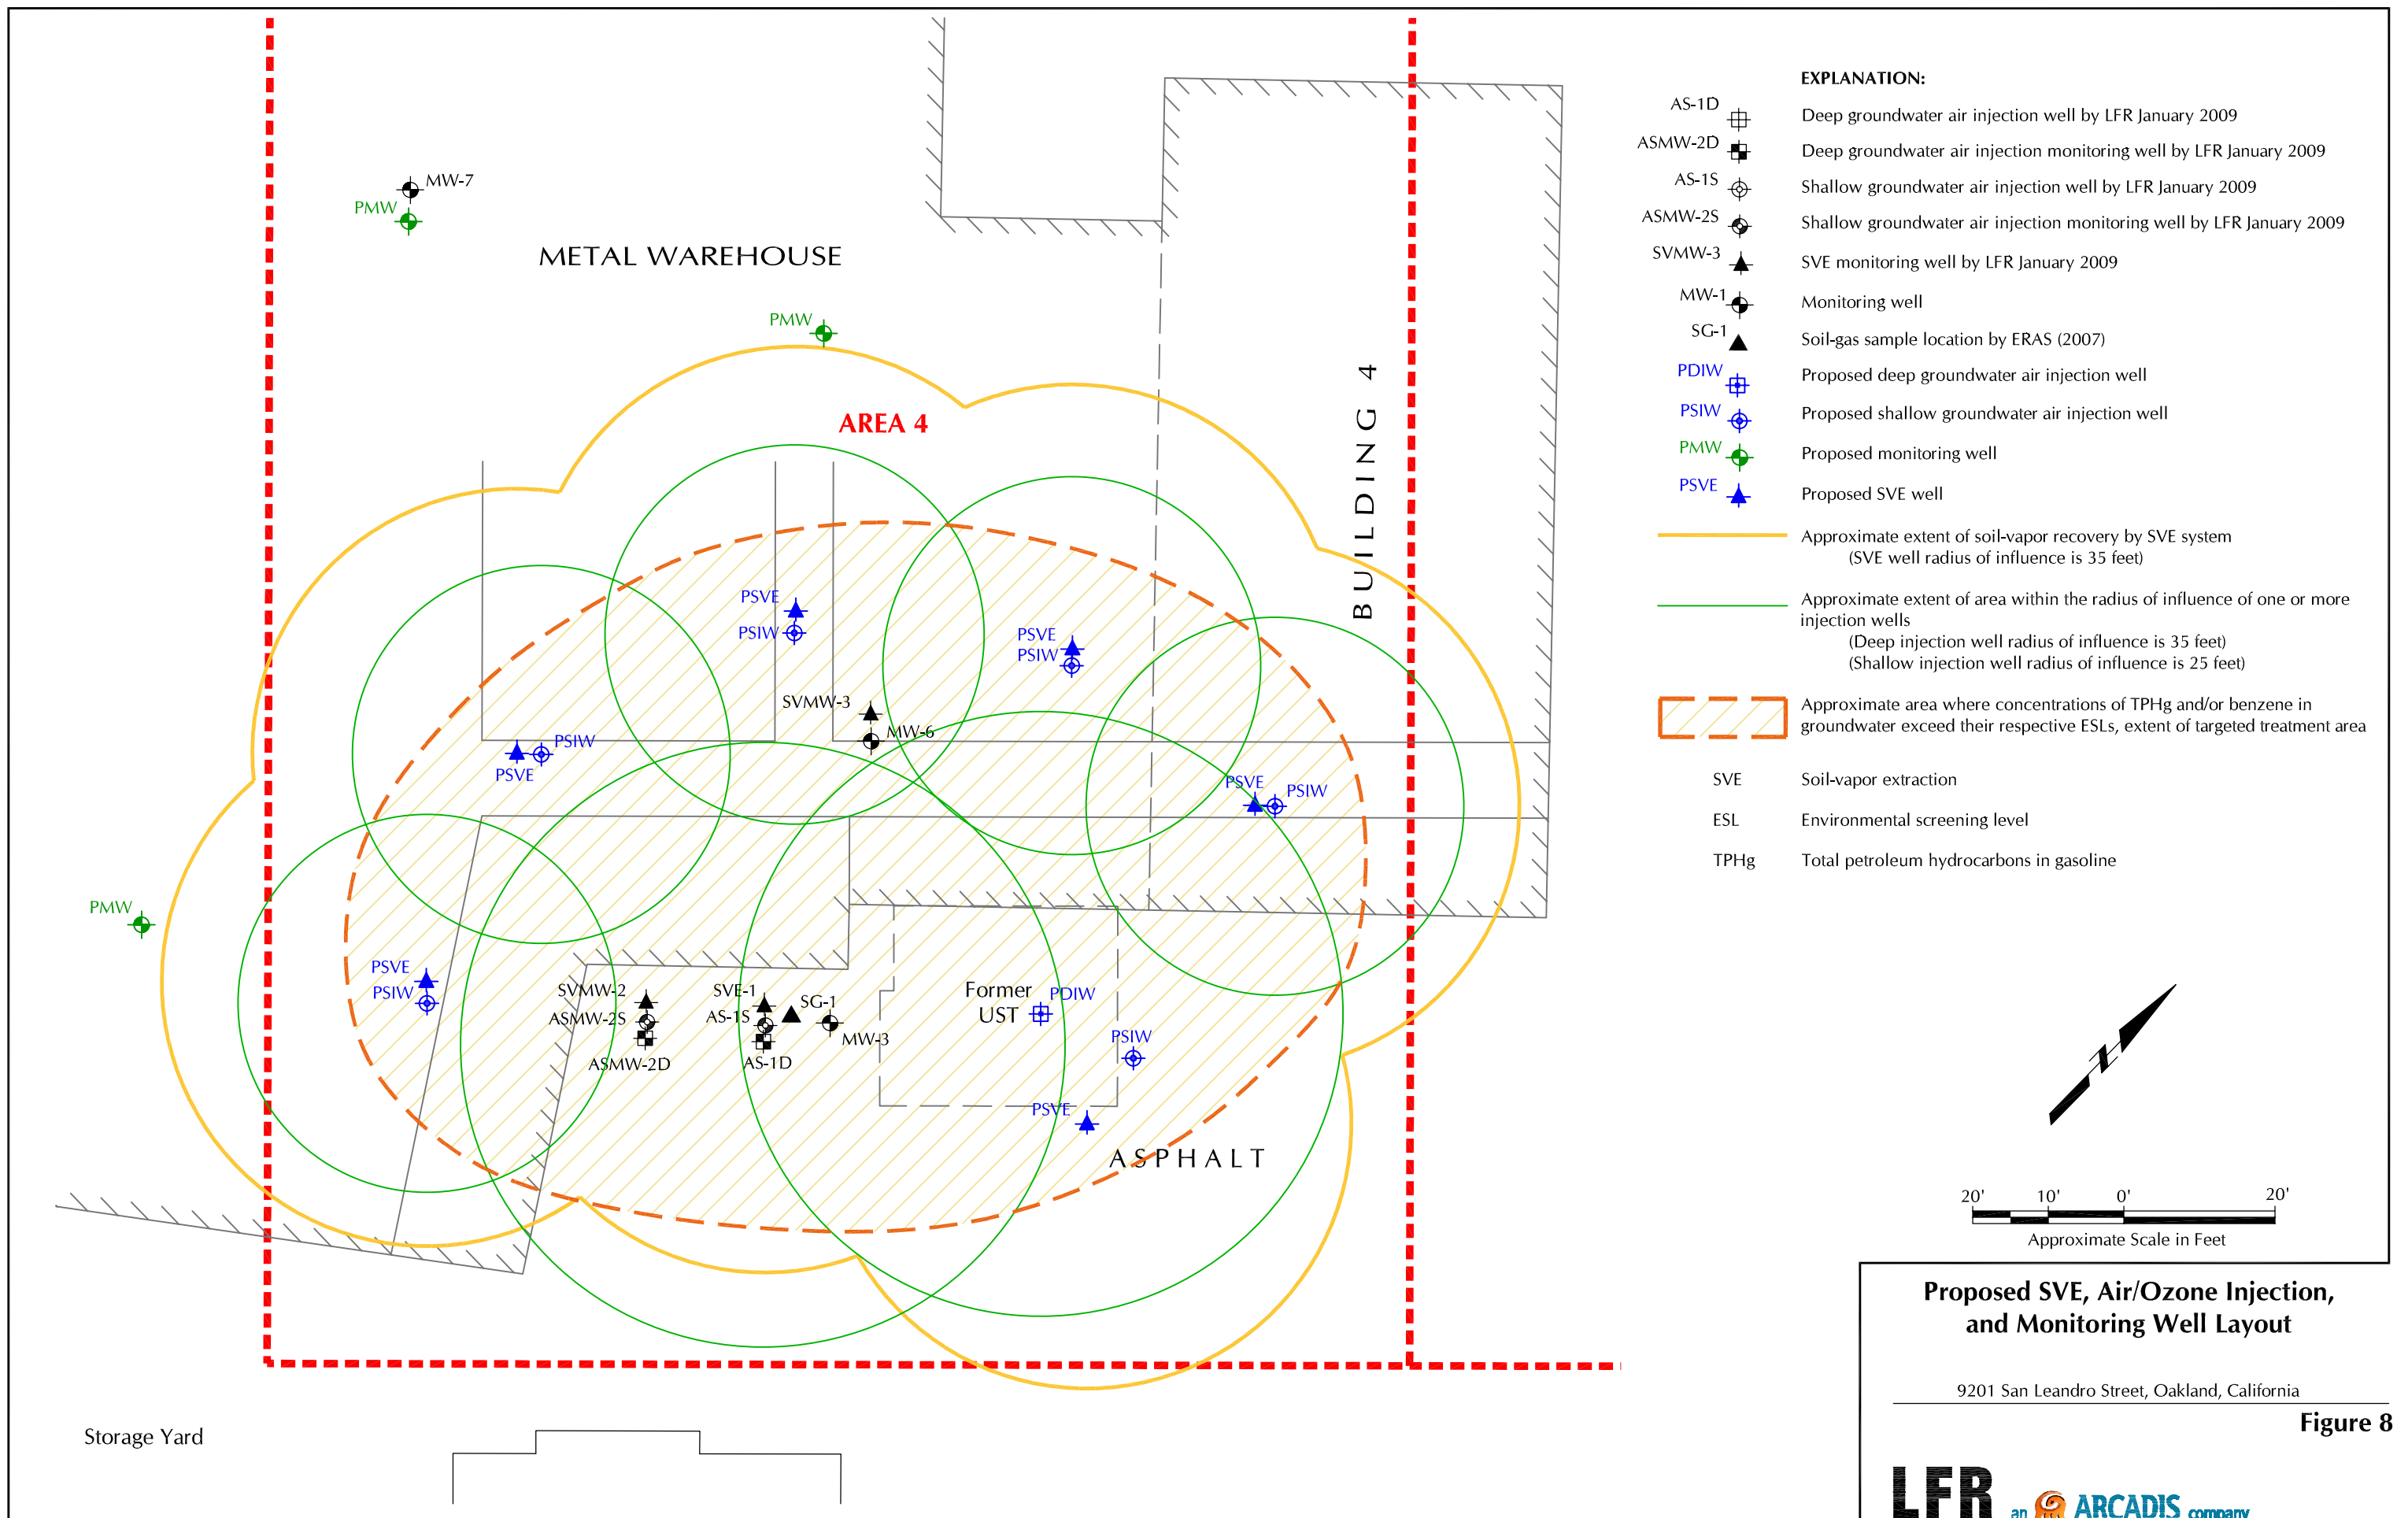 MW-7
PMW
METAL WAREHOUSE
PMW
AREA 4
BUILDING 4
PSVE
PSIW
PSVE
PSIW
SVMW-3
MW-6
PSIW
PSVE
PSVE
PSIW
PMW
PSVE
PSIW
SVMW-2
ASMW-2S
ASMW-2D
SVE-1
SG-1
AS-1S
MW-3
AS-1D
Former
UST
PDIW
PSIW
PSVE
ASPHALT
Storage Yard
EXPLANATION:
AS-1D Deep groundwater air injection well by LFR January 2009
ASMW-2D Deep groundwater air injection monitoring well by LFR January 2009
AS-1S Shallow groundwater air injection well by LFR January 2009
ASMW-2S Shallow groundwater air injection monitoring well by LFR January 2009
SVMW-3 SVE monitoring well by LFR January 2009
MW-1 Monitoring well
SG-1 Soil-gas sample location by ERAS (2007)
PDIW Proposed deep groundwater air injection well
PSIW Proposed shallow groundwater air injection well
PMW Proposed monitoring well
PSVE Proposed SVE well
Approximate extent of soil-vapor recovery by SVE system
(SVE well radius of influence is 35 feet)
Approximate extent of area within the radius of influence of one or more
injection wells
(Deep injection well radius of influence is 35 feet)
(Shallow injection well radius of influence is 25 feet)
Approximate area where concentrations of TPHg and/or benzene in
groundwater exceed their respective ESLs, extent of targeted treatment area
SVE Soil-vapor extraction
ESL Environmental screening level
TPHg Total petroleum hydrocarbons in gasoline
N
20' 10' 0' 20'
Approximate Scale in Feet
Proposed SVE, Air/Ozone Injection,
and Monitoring Well Layout
9201 San Leandro Street, Oakland, California
Figure 8
LFR an ARCADIS company